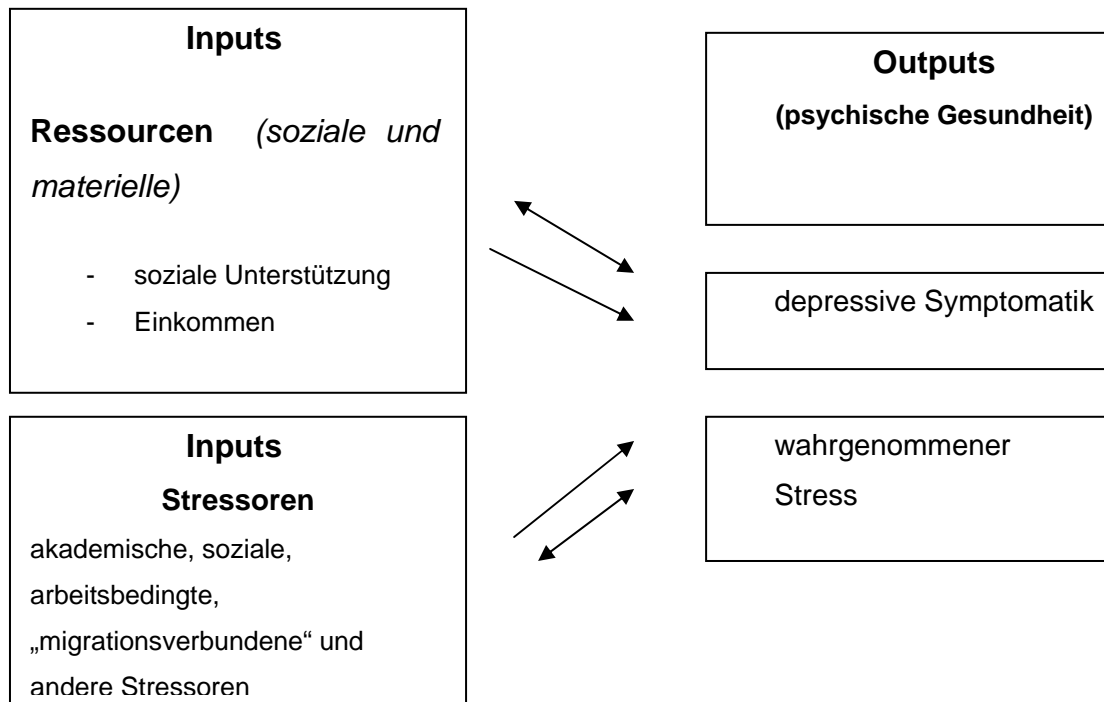 Inputs
Ressourcen (soziale und
materielle)
- soziale Unterstützung
- Einkommen
Inputs
Stressoren
akademische, soziale,
arbeitsbedingte,
„migrationsverbundene“ und
andere Stressoren
Outputs
(psychische Gesundheit)
depressive Symptomatik
wahrgenommener
Stress